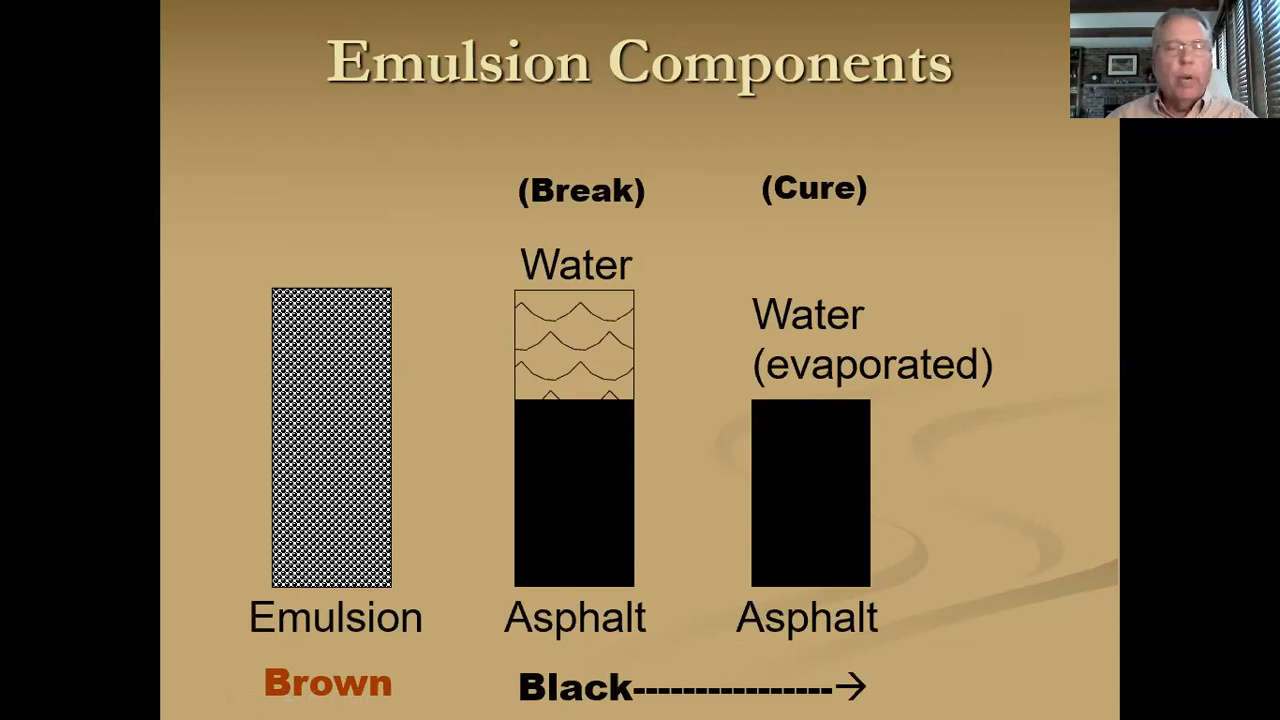 Emulsion Components
(Break)
(Cure)
Water
Water
(evaporated)
Emulsion
Asphalt
Asphalt
Brown
Black----------------→